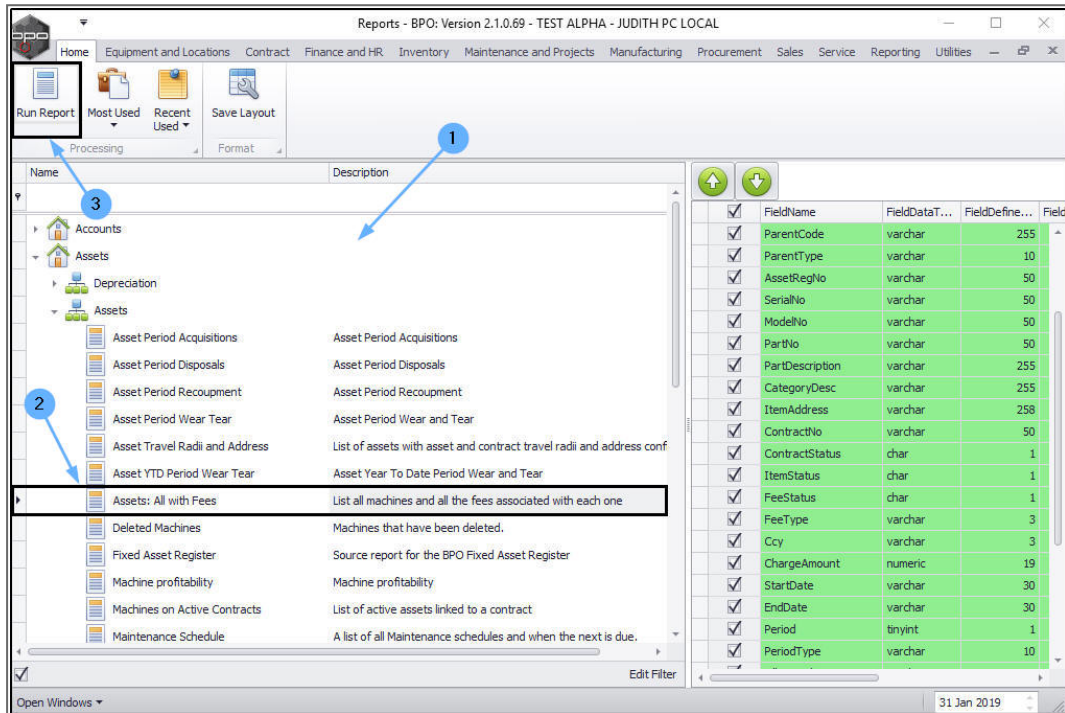 bpo
Reports - BPO: Version 2.1.0.69 - TEST ALPHA - JUDITH PC LOCAL
Home Equipment and Locations Contract Finance and HR Inventory Maintenance and Projects Manufacturing Procurement Sales Service Reporting Utilities
Run Report Most Used Recent Used Save Layout
Processing Format
1
3
2
Name Description
Accounts
Assets
Depreciation
Assets
Asset Period Acquisitions Asset Period Acquisitions
Asset Period Disposals Asset Period Disposals
Asset Period Recoupment Asset Period Recoupment
Asset Period Wear Tear Asset Period Wear and Tear
Asset Travel Radii and Address List of assets with asset and contract travel radii and address conf
Asset YTD Period Wear Tear Asset Year To Date Period Wear and Tear
Assets: All with Fees List all machines and all the fees associated with each one
Deleted Machines Machines that have been deleted.
Fixed Asset Register Source report for the BPO Fixed Asset Register
Machine profitability Machine profitability
Machines on Active Contracts List of active assets linked to a contract
Maintenance Schedule A list of all Maintenance schedules and when the next is due.
Edit Filter
FieldName FieldDataT... FieldDefine... Field
ParentCode varchar 255
ParentType varchar 10
AssetRegNo varchar 50
SerialNo varchar 50
ModelNo varchar 50
PartNo varchar 50
PartDescription varchar 255
CategoryDesc varchar 255
ItemAddress varchar 258
ContractNo varchar 50
ContractStatus char 1
ItemStatus char 1
FeeStatus char 1
FeeType varchar 3
Ccy varchar 3
ChargeAmount numeric 19
StartDate varchar 30
EndDate varchar 30
Period tinyint 1
PeriodType varchar 10
Open Windows 31 Jan 2019